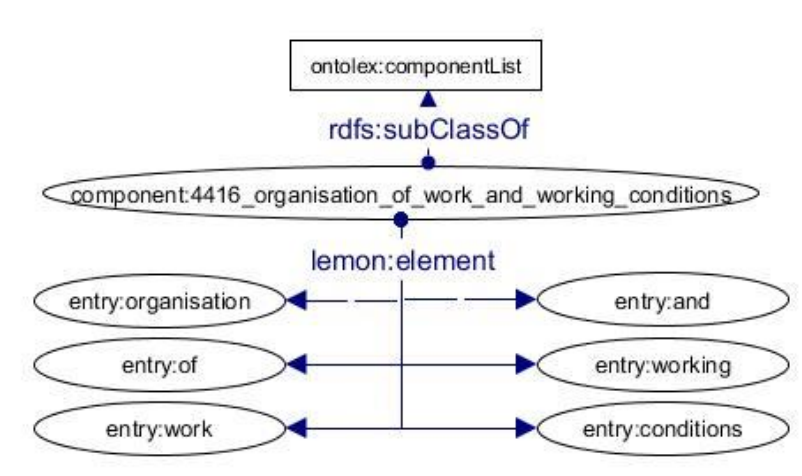 ontolex:componentList
rdfs:subClassOf
component:4416_organisation_of_work_and_working_conditions
lemon:element
entry:organisation
entry:and
entry:of
entry:working
entry:work
entry:conditions